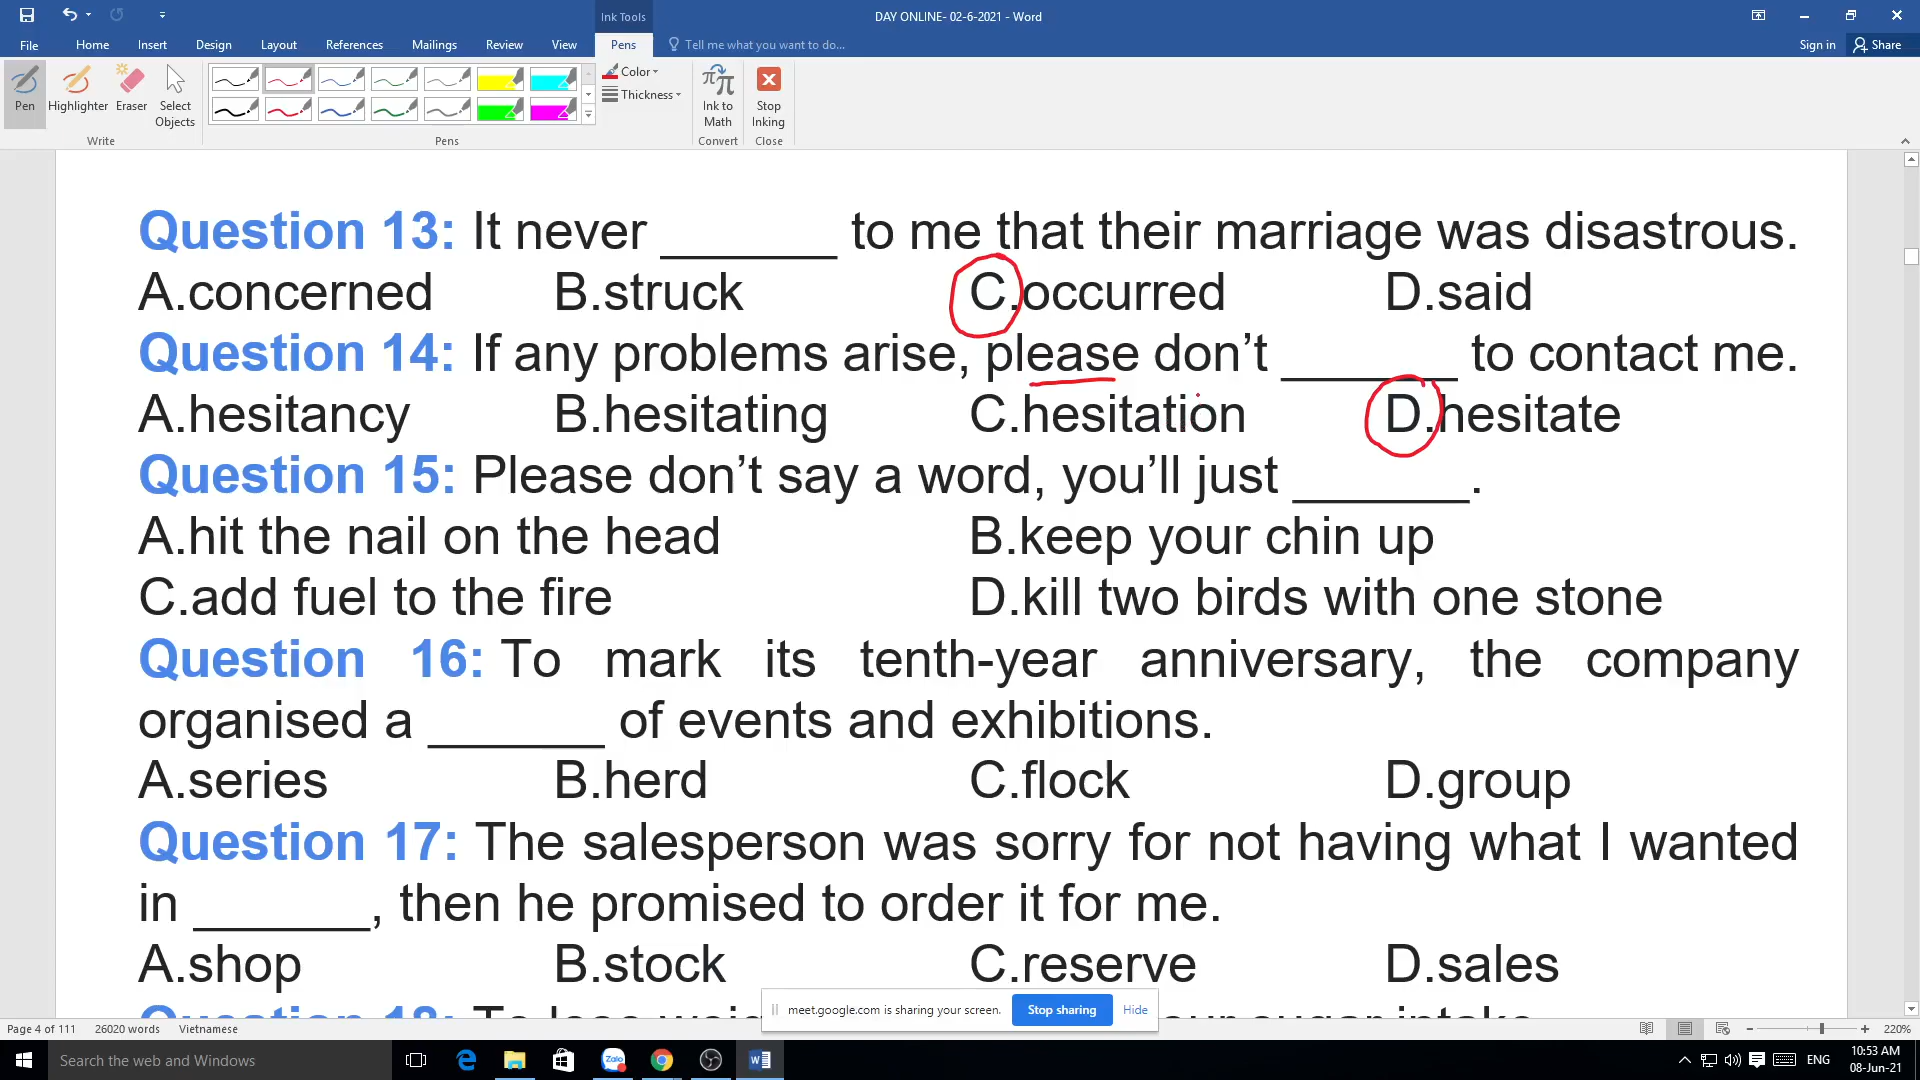 Ink Tools
DAY ONLINE- 02-6-2021 - Word
File Home Insert Design Layout References Mailings Review View Pens Tell me what you want to do... Sign in Share
Pen Highlighter Eraser Select Objects
Color
Thickness
Ink to Math
Stop Inking
Write Pens Convert Close
Question 13: It never _______ to me that their marriage was disastrous.
A.concerned B.struck C.occurred D.said
Question 14: If any problems arise, please don’t _______ to contact me.
A.hesitancy B.hesitating C.hesitation D.hesitate
Question 15: Please don’t say a word, you’ll just _______.
A.hit the nail on the head B.keep your chin up
C.add fuel to the fire D.kill two birds with one stone
Question 16: To mark its tenth-year anniversary, the company
organised a _______ of events and exhibitions.
A.series B.herd C.flock D.group
Question 17: The salesperson was sorry for not having what I wanted
in _______, then he promised to order it for me.
A.shop B.stock C.reserve D.sales
meet.google.com is sharing your screen. Stop sharing Hide
Page 4 of 111 26020 words Vietnamese 220%
Search the web and Windows
Zalo
ENG
10:53 AM
08-Jun-21